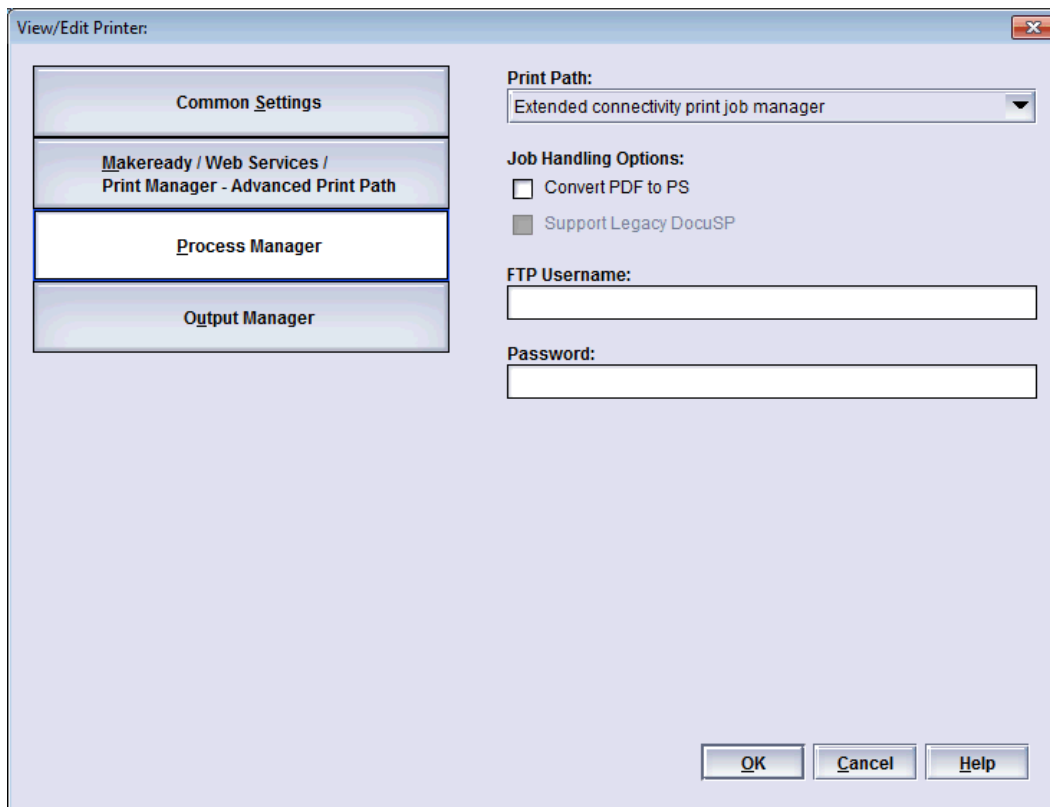 View/Edit Printer:
Common Settings
Makeready / Web Services /
Print Manager - Advanced Print Path
Process Manager
Output Manager
Print Path:
Extended connectivity print job manager
Job Handling Options:
Convert PDF to PS
Support Legacy DocuSP
FTP Username:
Password:
OK
Cancel
Help